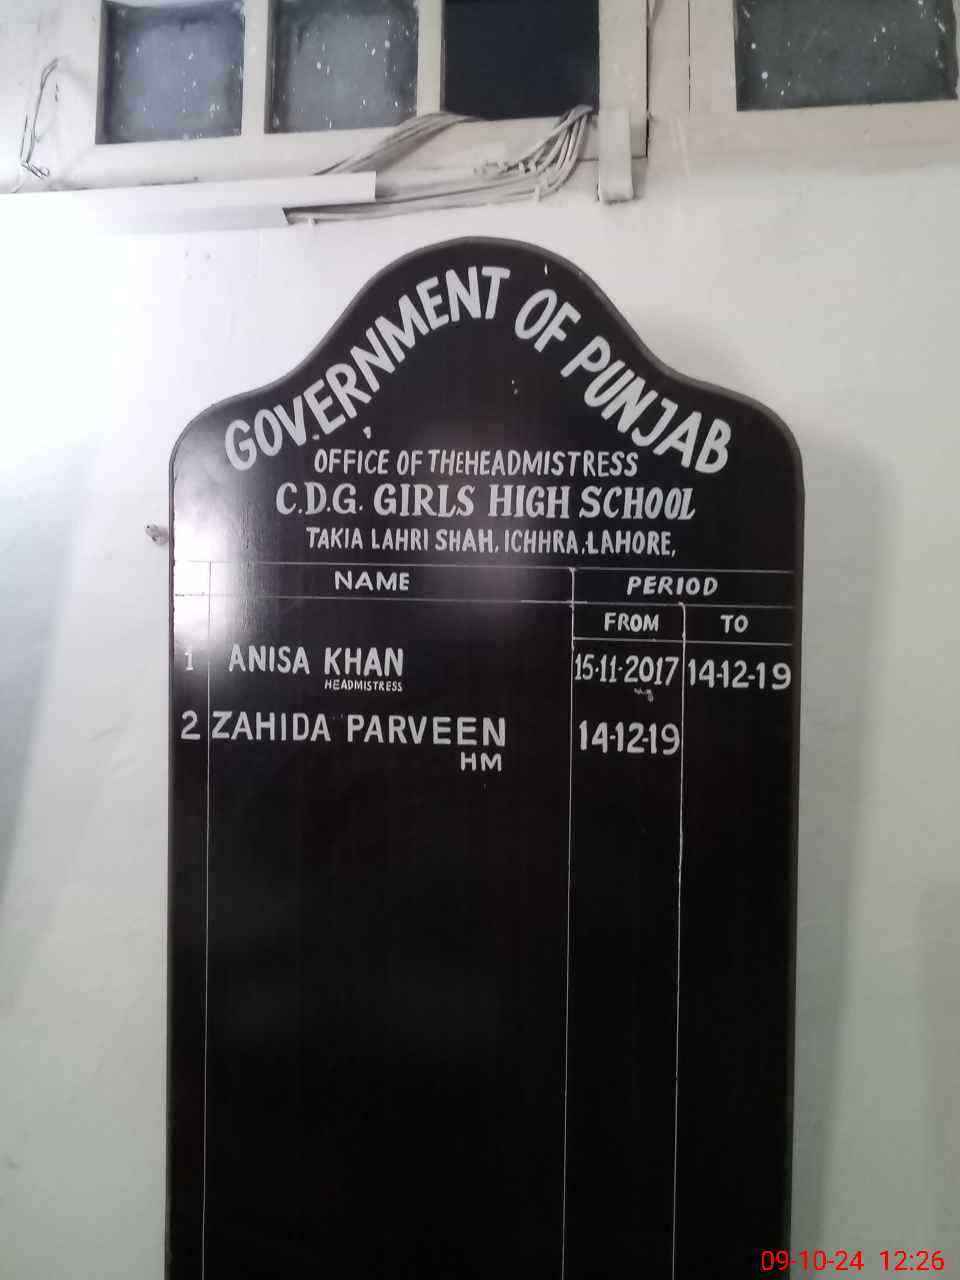 GOVERNMENT OF PUNJAB
OFFICE OF THE HEADMISTRESS
C.D.G. GIRLS HIGH SCHOOL
TAKIA LAHRI SHAH, ICHHRA, LAHORE,
NAME PERIOD
FROM TO
1 ANISA KHAN 15-11-2017 14-12-19
HEADMISTRESS
2 ZAHIDA PARVEEN 14-12-19
HM
09-10-24 12:26